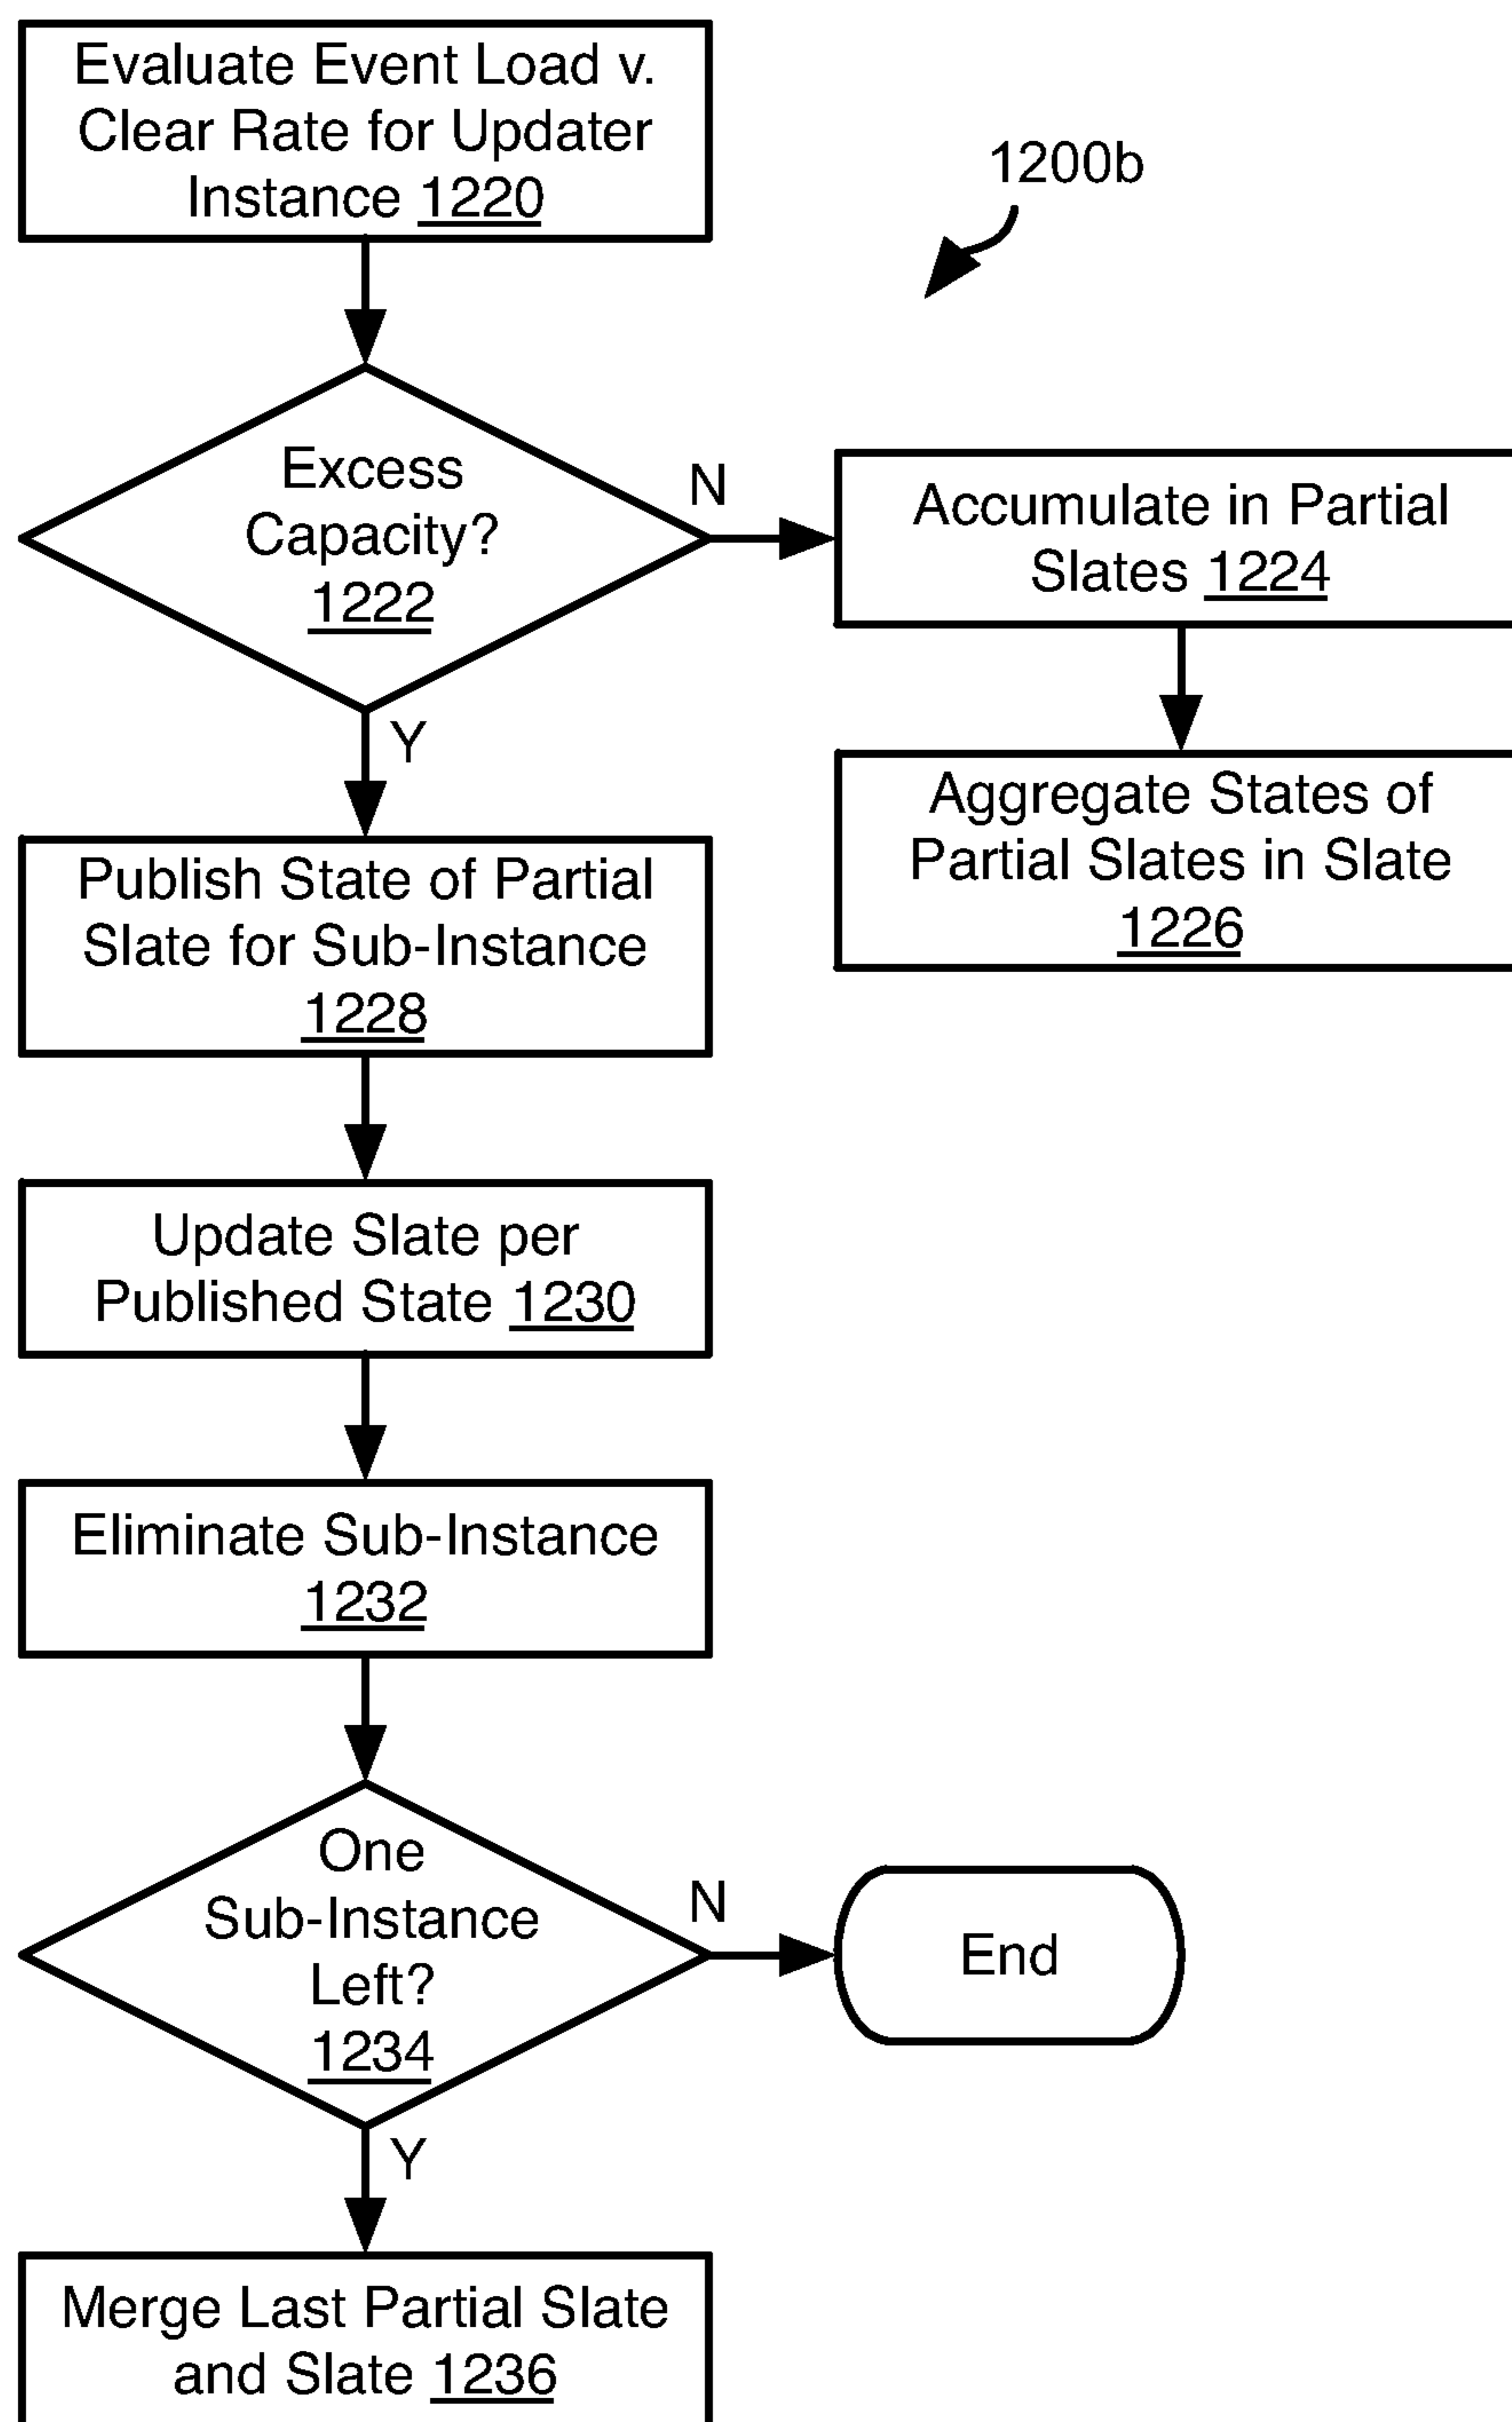 Evaluate Event Load v.
Clear Rate for Updater
Instance 1220
1200b
Excess
Capacity?
1222
N
Accumulate in Partial
Slates 1224
Y
Aggregate States of
Partial Slates in Slate
1226
Publish State of Partial
Slate for Sub-Instance
1228
Update Slate per
Published State 1230
Eliminate Sub-Instance
1232
One
Sub-Instance
Left?
1234
N
End
Y
Merge Last Partial Slate
and Slate 1236